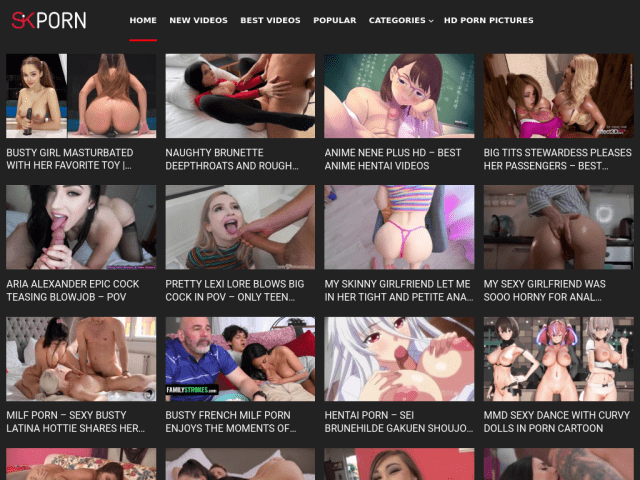 SKPORN
HOME NEW VIDEOS BEST VIDEOS POPULAR CATEGORIES HD PORN PICTURES
BUSTY GIRL MASTURBATED
WITH HER FAVORITE TOY |...
NAUGHTY BRUNETTE
DEEPTHROATS AND ROUGH...
ANIME NENE PLUS HD – BEST
ANIME HENTAI VIDEOS
BIG TITS STEWARDESS PLEASES
HER PASSENGERS – BEST...
ARIA ALEXANDER EPIC COCK
TEASING BLOWJOB – POV
PRETTY LEXI LORE BLOWS BIG
COCK IN POV – ONLY TEEN...
MY SKINNY GIRLFRIEND LET ME
IN HER TIGHT AND PETITE ANA...
MY SEXY GIRLFRIEND WAS
SOOO HORNY FOR ANAL...
FAMILYSTROKES.com
MILF PORN – SEXY BUSTY
LATINA HOTTIE SHARES HER...
BUSTY FRENCH MILF PORN
ENJOYS THE MOMENTS OF...
HENTAI PORN – SEI
BRUNEHILDE GAKUEN SHOUJO...
MMD SEXY DANCE WITH CURVY
DOLLS IN PORN CARTOON